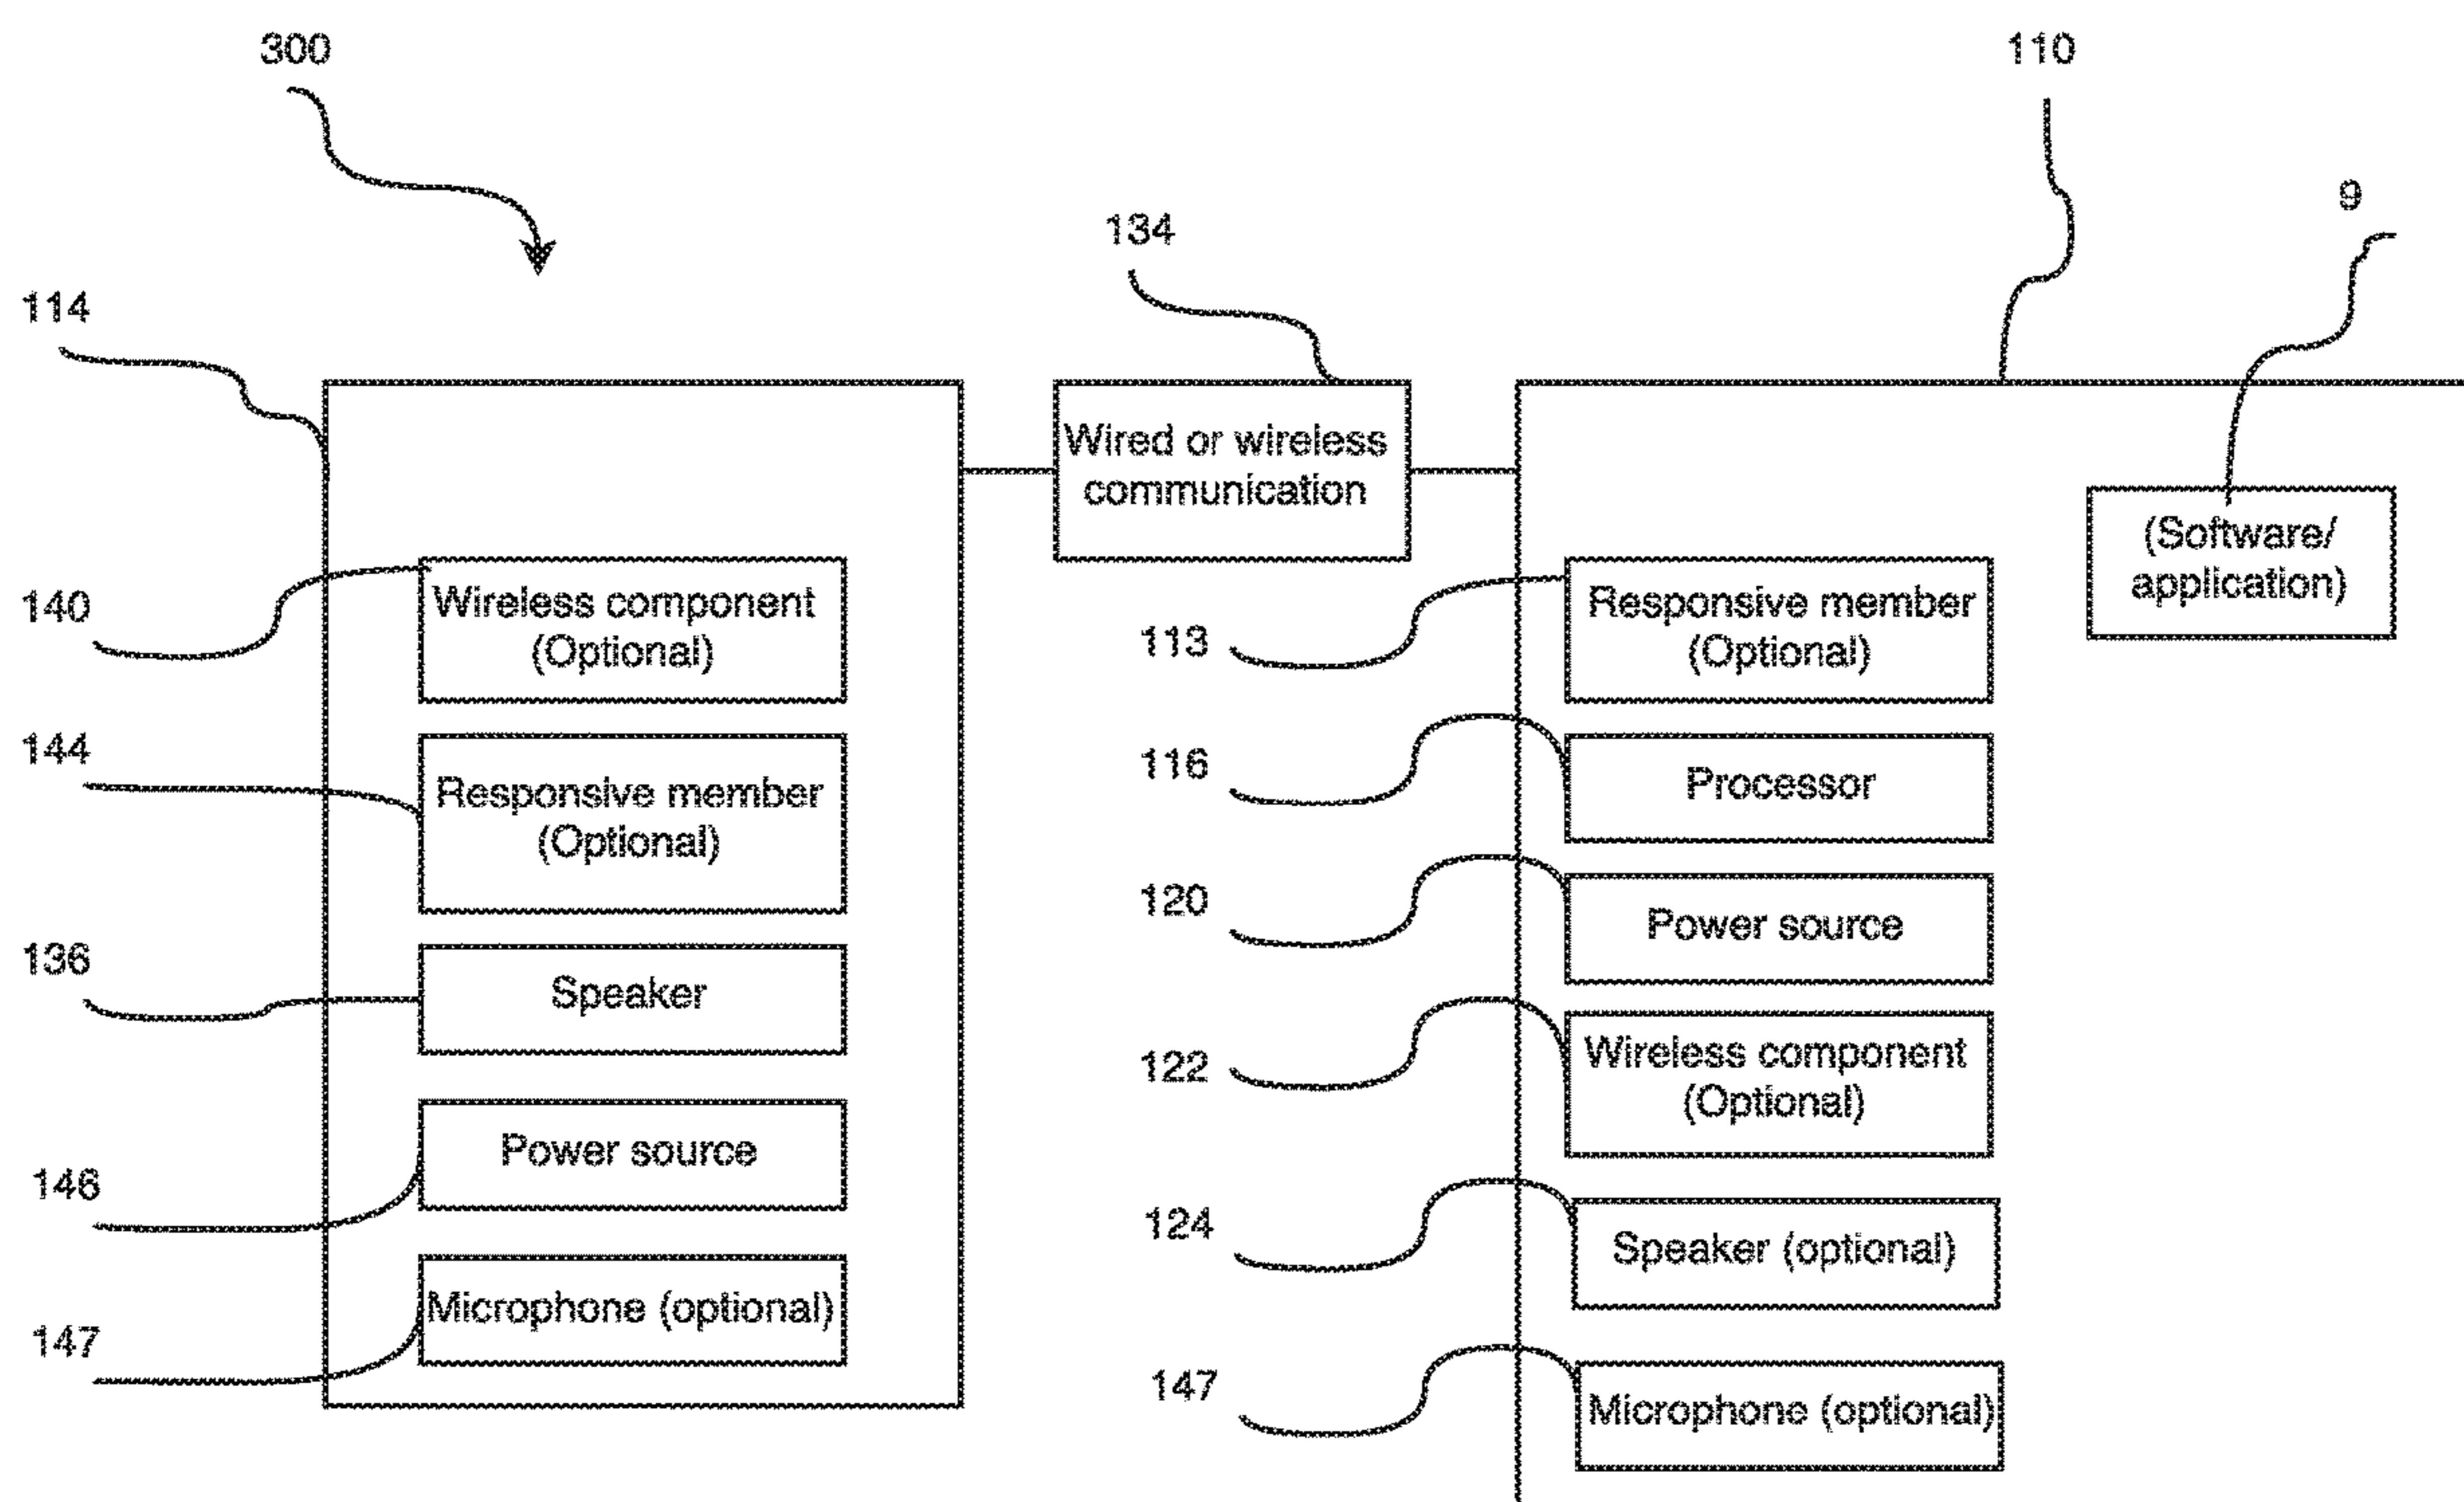 300
110
9
134
114
Wired or wireless
communication
(Software/
application)
140
Wireless component
(Optional)
113
Responsive member
(Optional)
144
Responsive member
(Optional)
116
Processor
120
Power source
136
Speaker
122
Wireless component
(Optional)
146
Power source
124
Speaker (optional)
147
Microphone (optional)
147
Microphone (optional)